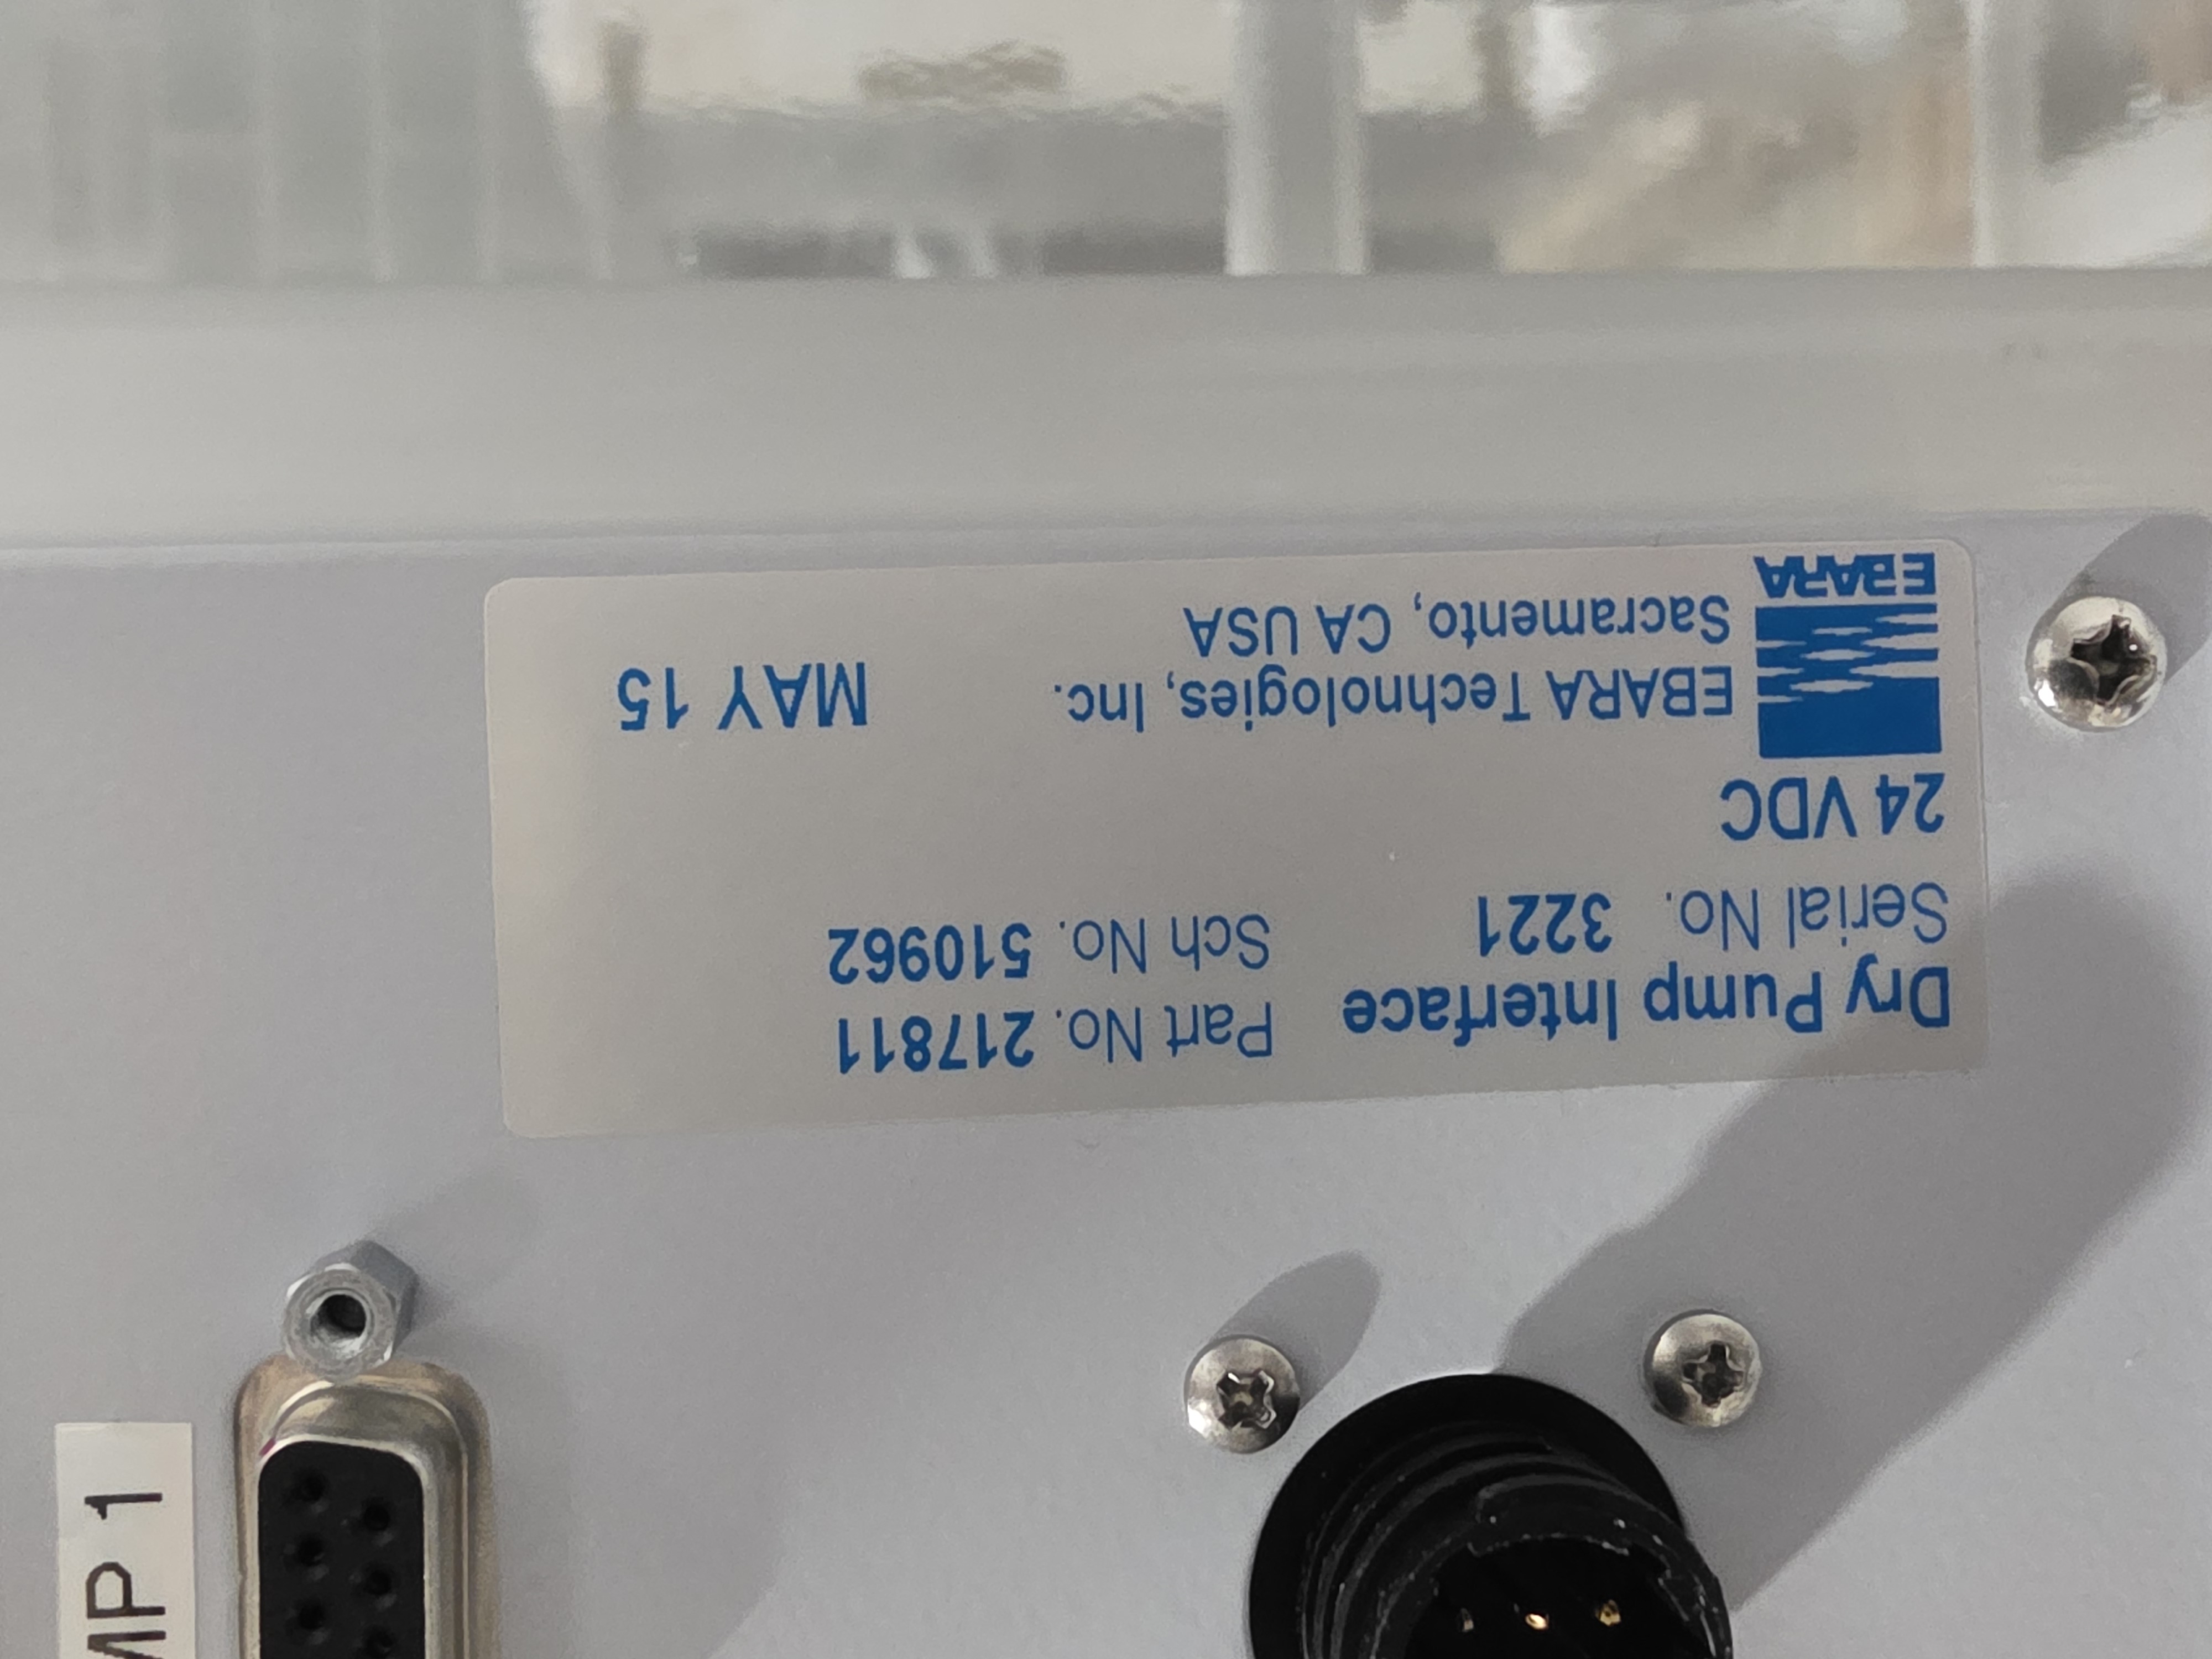 Dry Pump Interface Part No. 217811
Serial No. 3221 Sch No. 510962
24 VDC
EBARA Technologies, Inc. MAY 15
Sacramento, CA USA
EBARA
MP 1